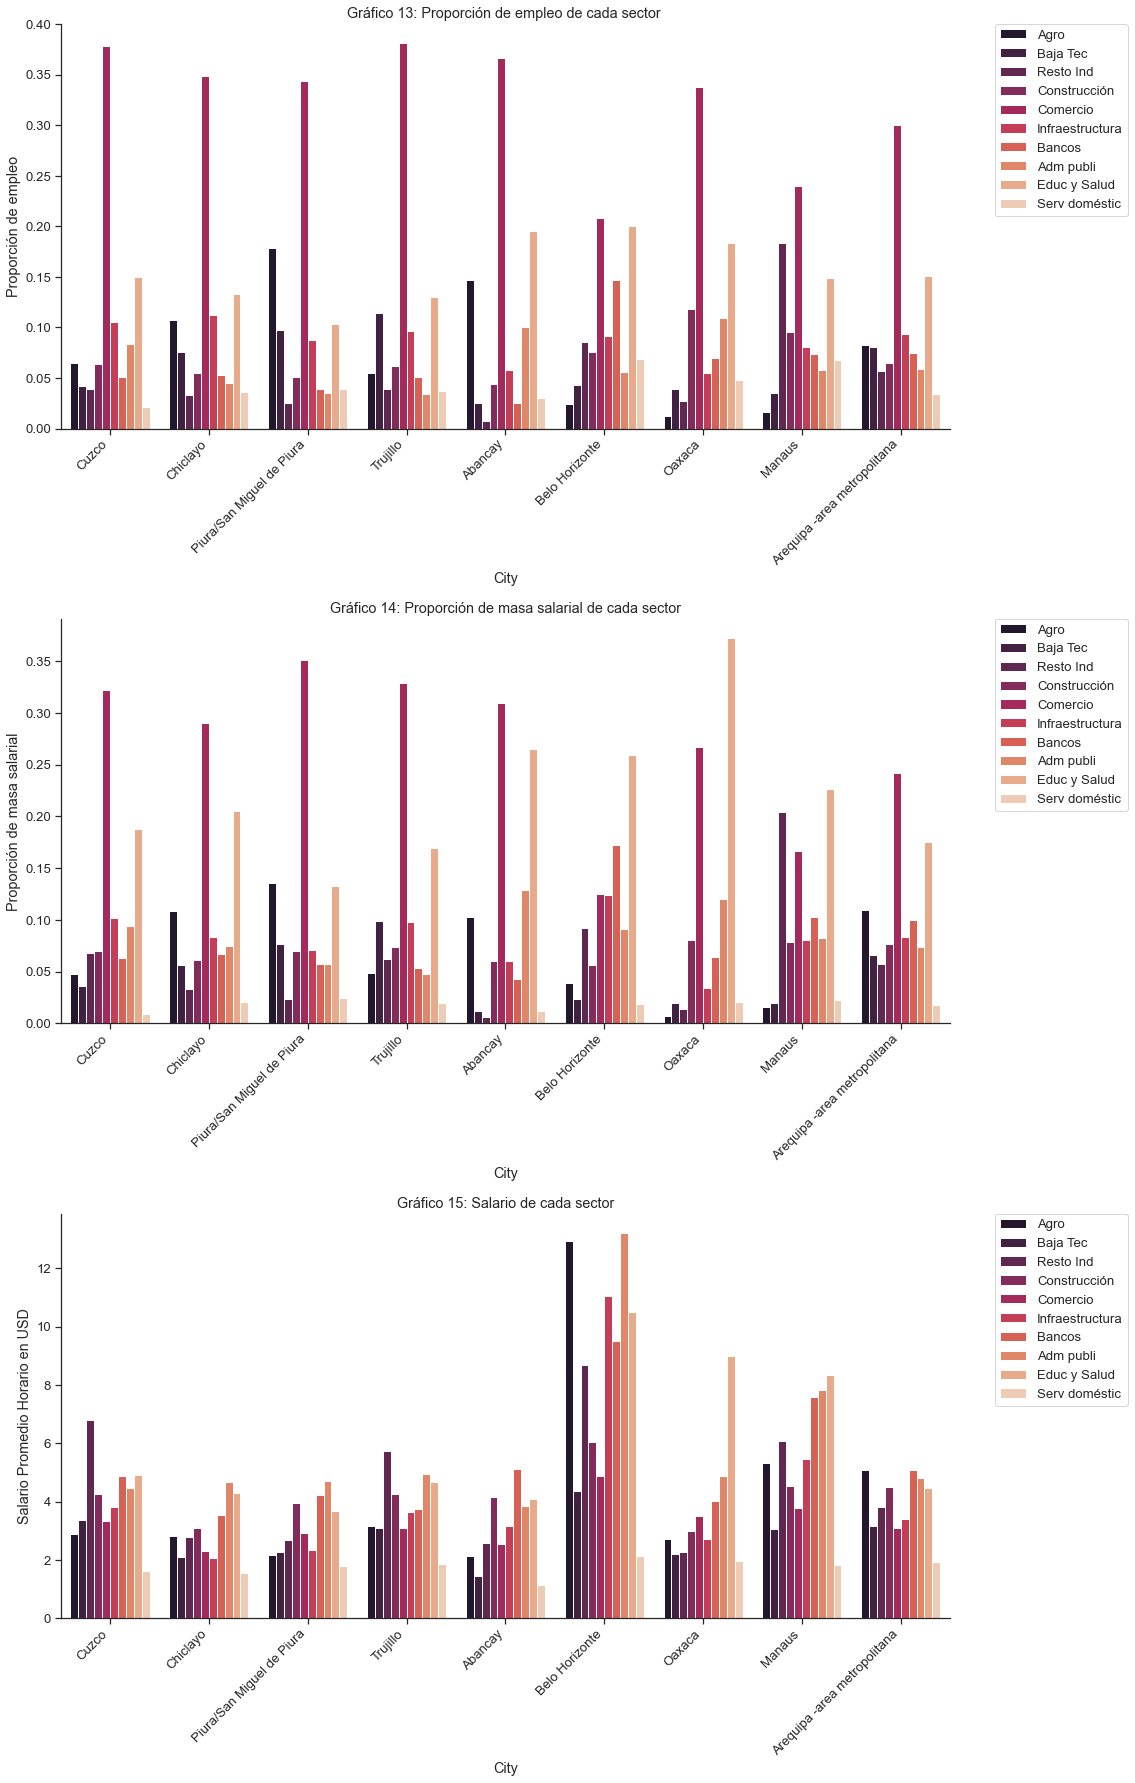 Gráfico 13: Proporción de empleo de cada sector
Proporción de empleo
0.40
0.35
0.30
0.25
0.20
0.15
0.10
0.05
0.00
Cuzco
Chiclayo
Piura/San Miguel de Piura
Trujillo
Abancay
Belo Horizonte
Oaxaca
Manaus
Arequipa -area metropolitana
City
Agro
Baja Tec
Resto Ind
Construcción
Comercio
Infraestructura
Bancos
Adm publi
Educ y Salud
Serv doméstic
Gráfico 14: Proporción de masa salarial de cada sector
Proporción de masa salarial
0.35
0.30
0.25
0.20
0.15
0.10
0.05
0.00
Cuzco
Chiclayo
Piura/San Miguel de Piura
Trujillo
Abancay
Belo Horizonte
Oaxaca
Manaus
Arequipa -area metropolitana
City
Agro
Baja Tec
Resto Ind
Construcción
Comercio
Infraestructura
Bancos
Adm publi
Educ y Salud
Serv doméstic
Gráfico 15: Salario de cada sector
Salario Promedio Horario en USD
12
10
8
6
4
2
0
Cuzco
Chiclayo
Piura/San Miguel de Piura
Trujillo
Abancay
Belo Horizonte
Oaxaca
Manaus
Arequipa -area metropolitana
City
Agro
Baja Tec
Resto Ind
Construcción
Comercio
Infraestructura
Bancos
Adm publi
Educ y Salud
Serv doméstic